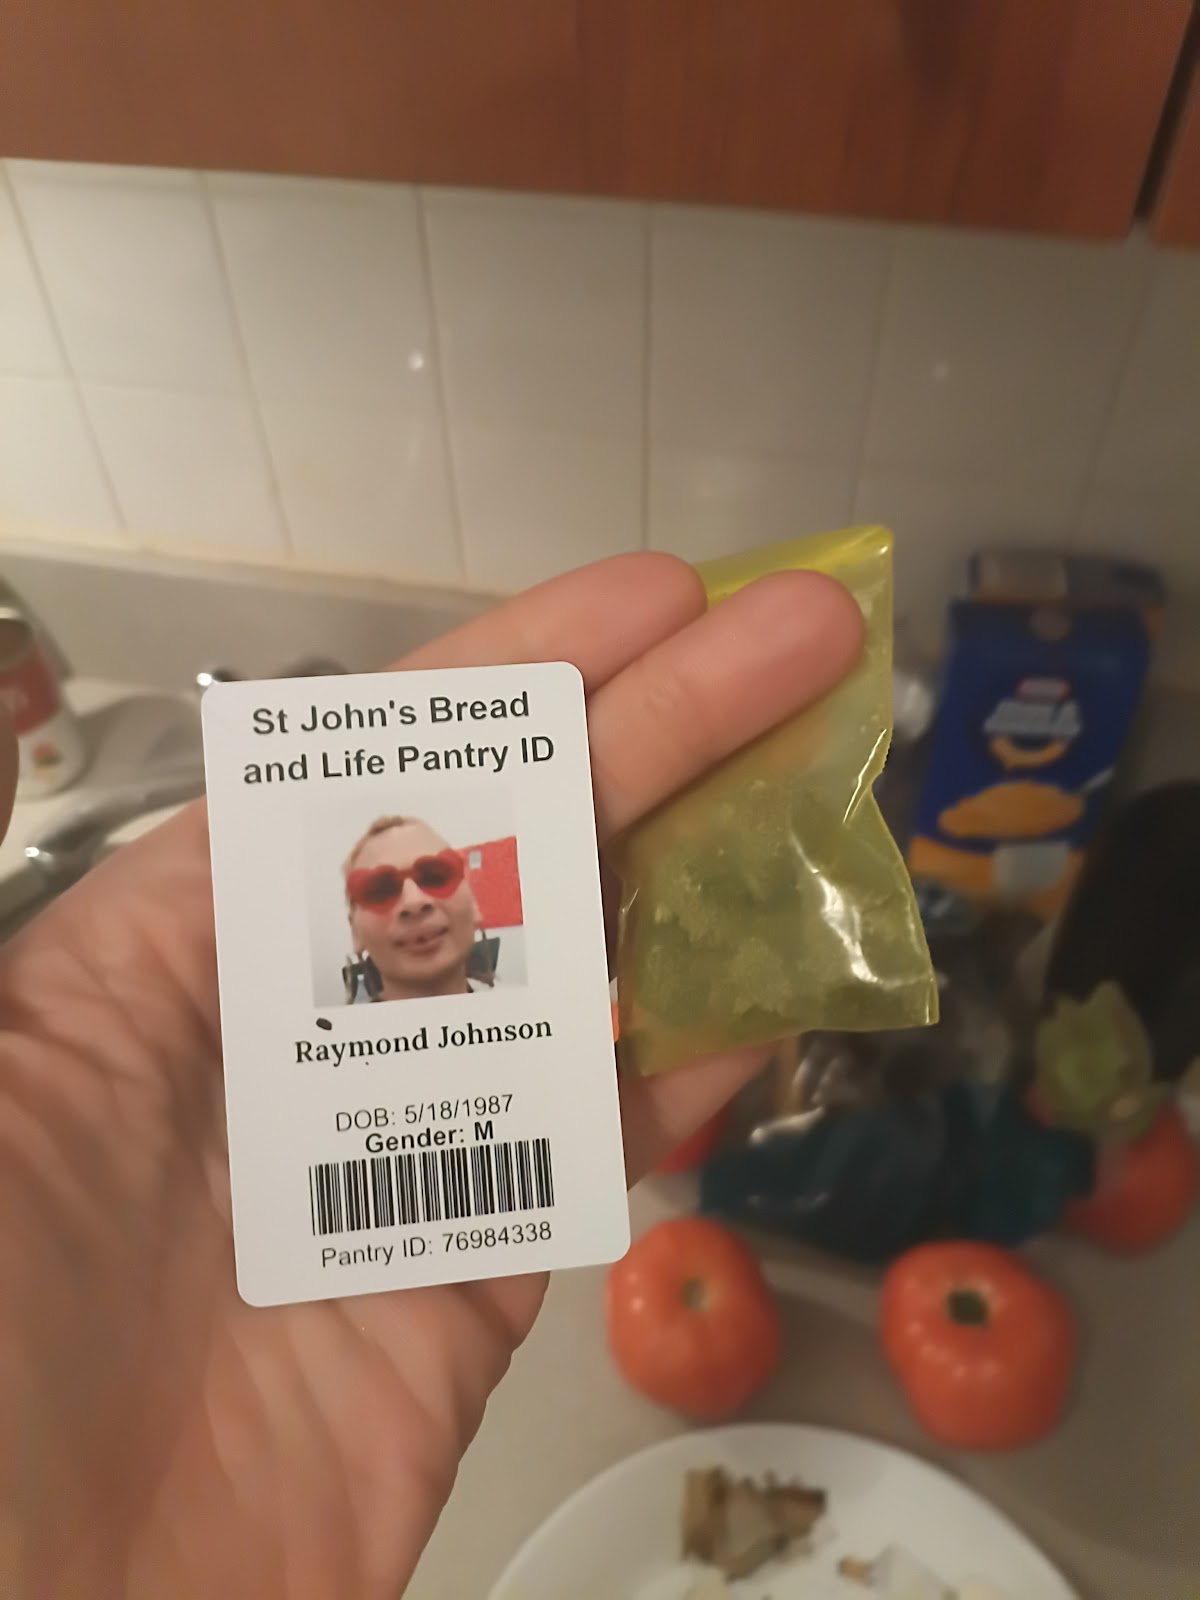 St John's Bread
and Life Pantry ID
Raymond Johnson
DOB: 5/18/1987
Gender: M
Pantry ID: 76984338